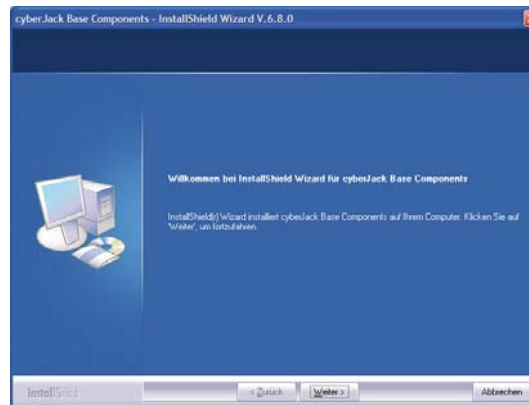 cyberJack Base Components - InstallShield Wizard V.6.8.0
Willkommen bei InstallShield Wizard für cyberJack Base Components
InstallShield(r) Wizard installiert cyberJack Base Components auf Ihrem Computer. Klicken Sie auf
'Weiter', um fortzufahren.
InstallShield
< Zurück
Weiter >
Abbrechen